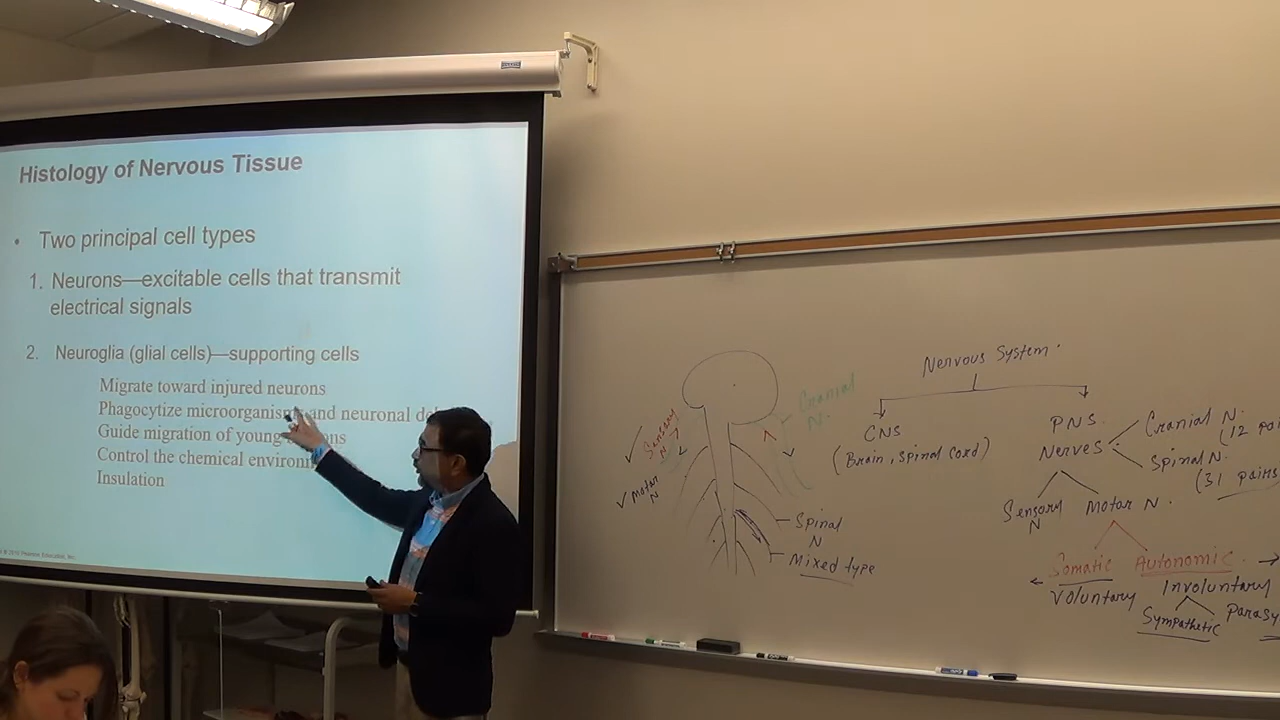 Histology of Nervous Tissue
• Two principal cell types
1. Neurons—excitable cells that transmit
electrical signals
2. Neuroglia (glial cells)—supporting cells
Migrate toward injured neurons
Phagocytize microorganisms and neuronal
Guide migration of young
Control the chemical
Insulation
Nervous System
CNS
(Brain, Spinal Cord)
PNS
Nerves
Cranial N.
(12
Spinal N.
(31 pairs
Sensory
N
Motor N.
Somatic
Autonomic
Voluntary
Involuntary
Sympathetic
Cranial
N.
Sensory
N
Motor
N
Spinal
N
Mixed type